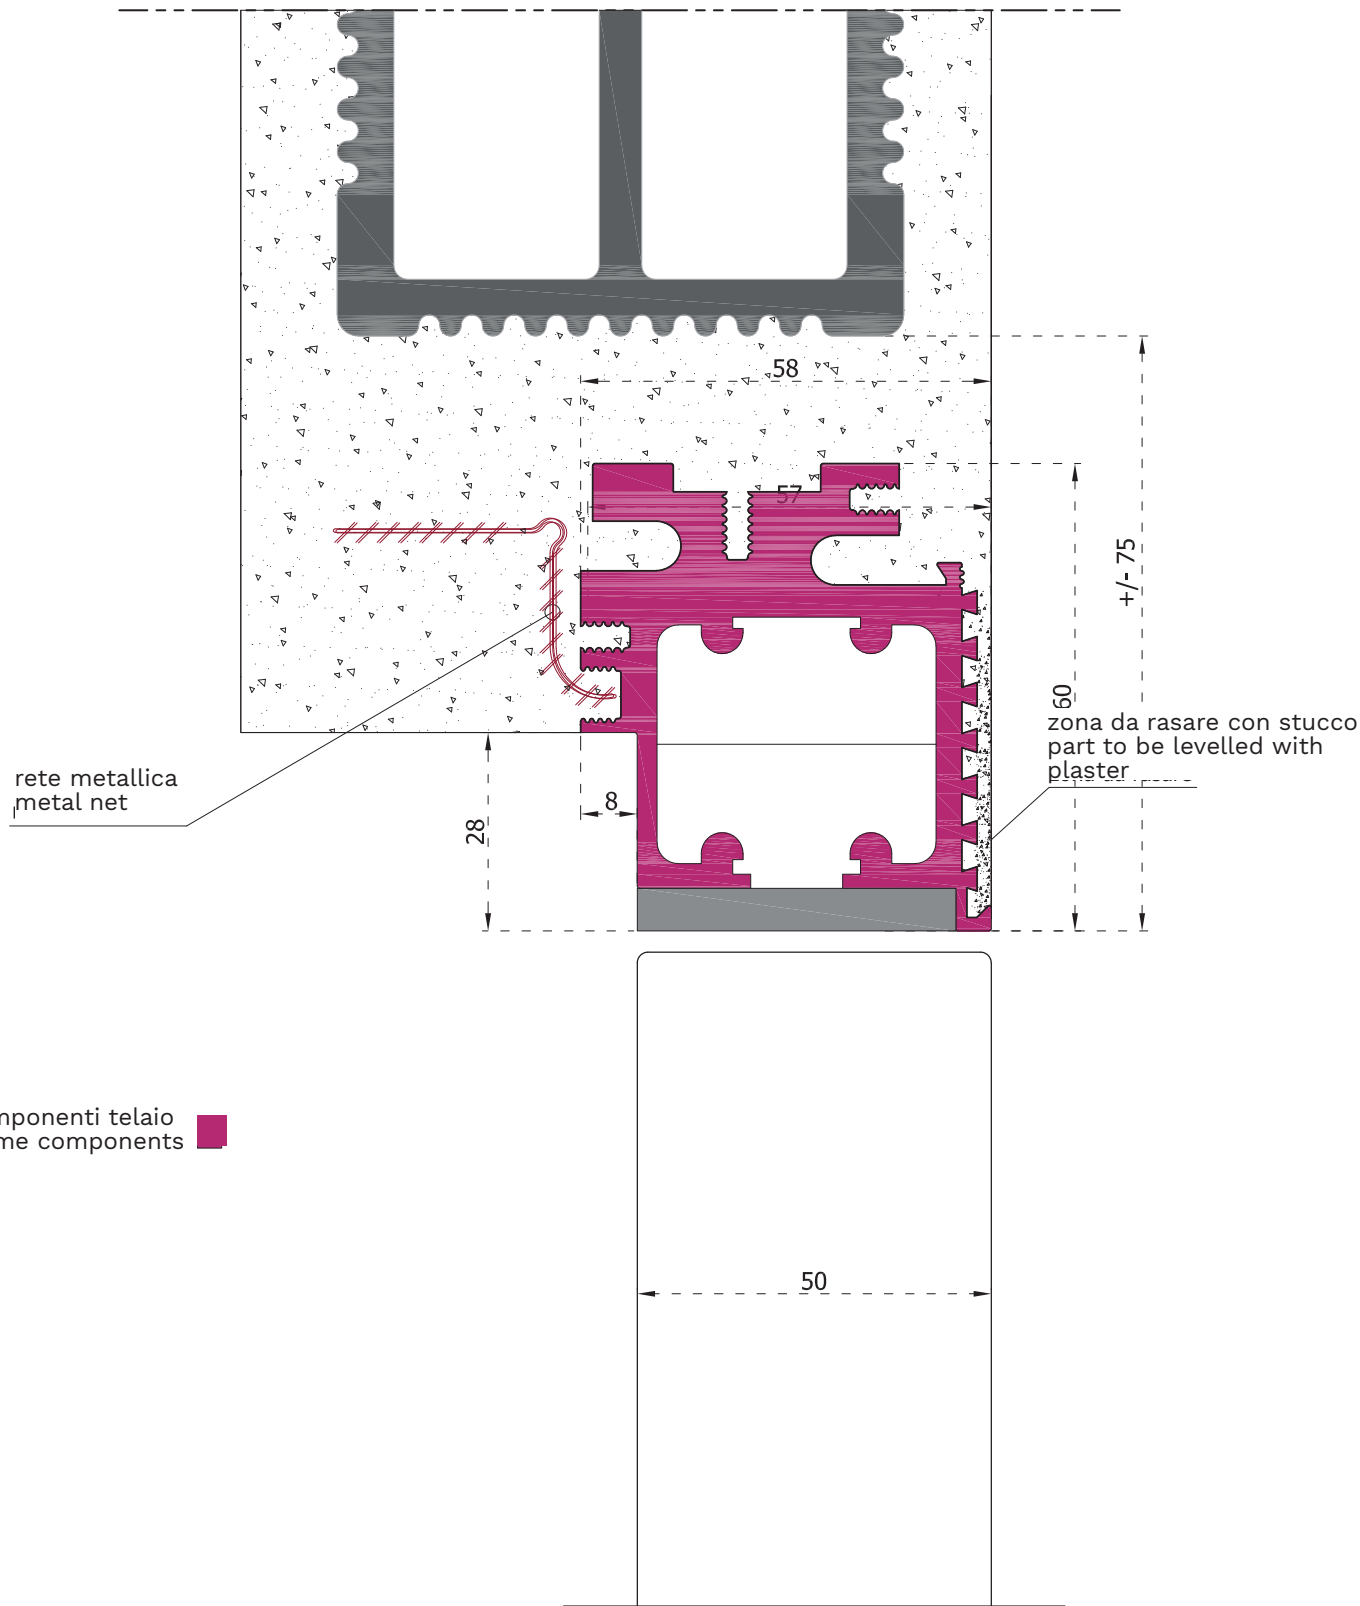 58
57
+/- 75
60
zona da rasare con stucco
part to be levelled with
plaster
rete metallica
metal net
8
28
mponenti telaio
me components
50